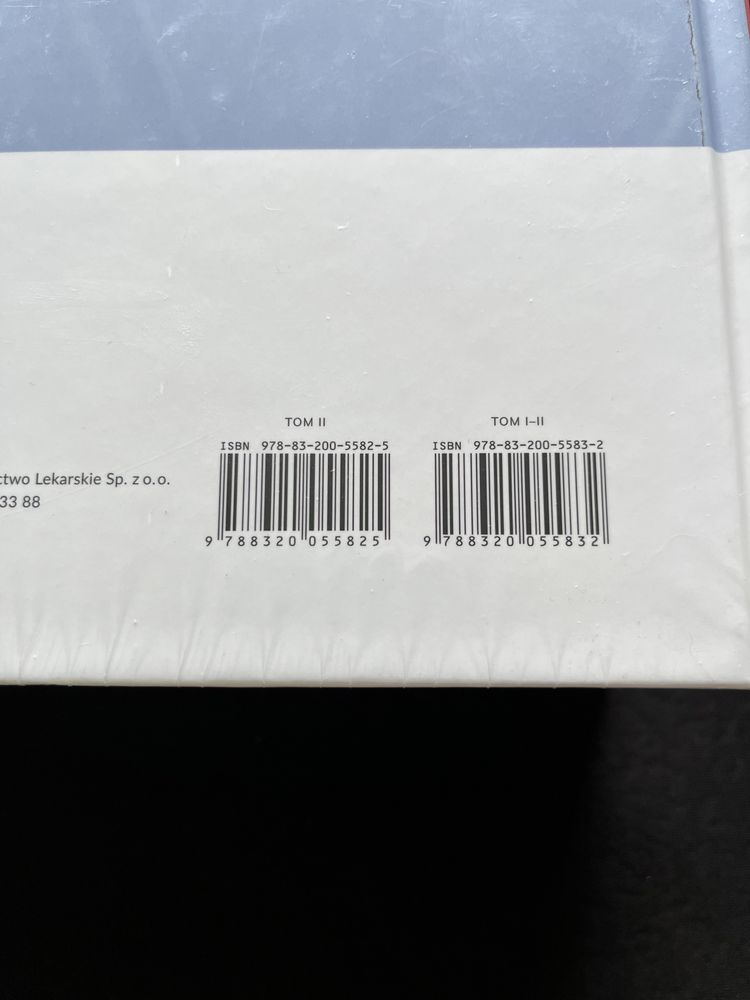 TOM II
ISBN 978-83-200-5582-5
9 788320 055825
TOM I–II
ISBN 978-83-200-5583-2
9 788320 055832
ctwo Lekarskie Sp. z o.o.
33 88